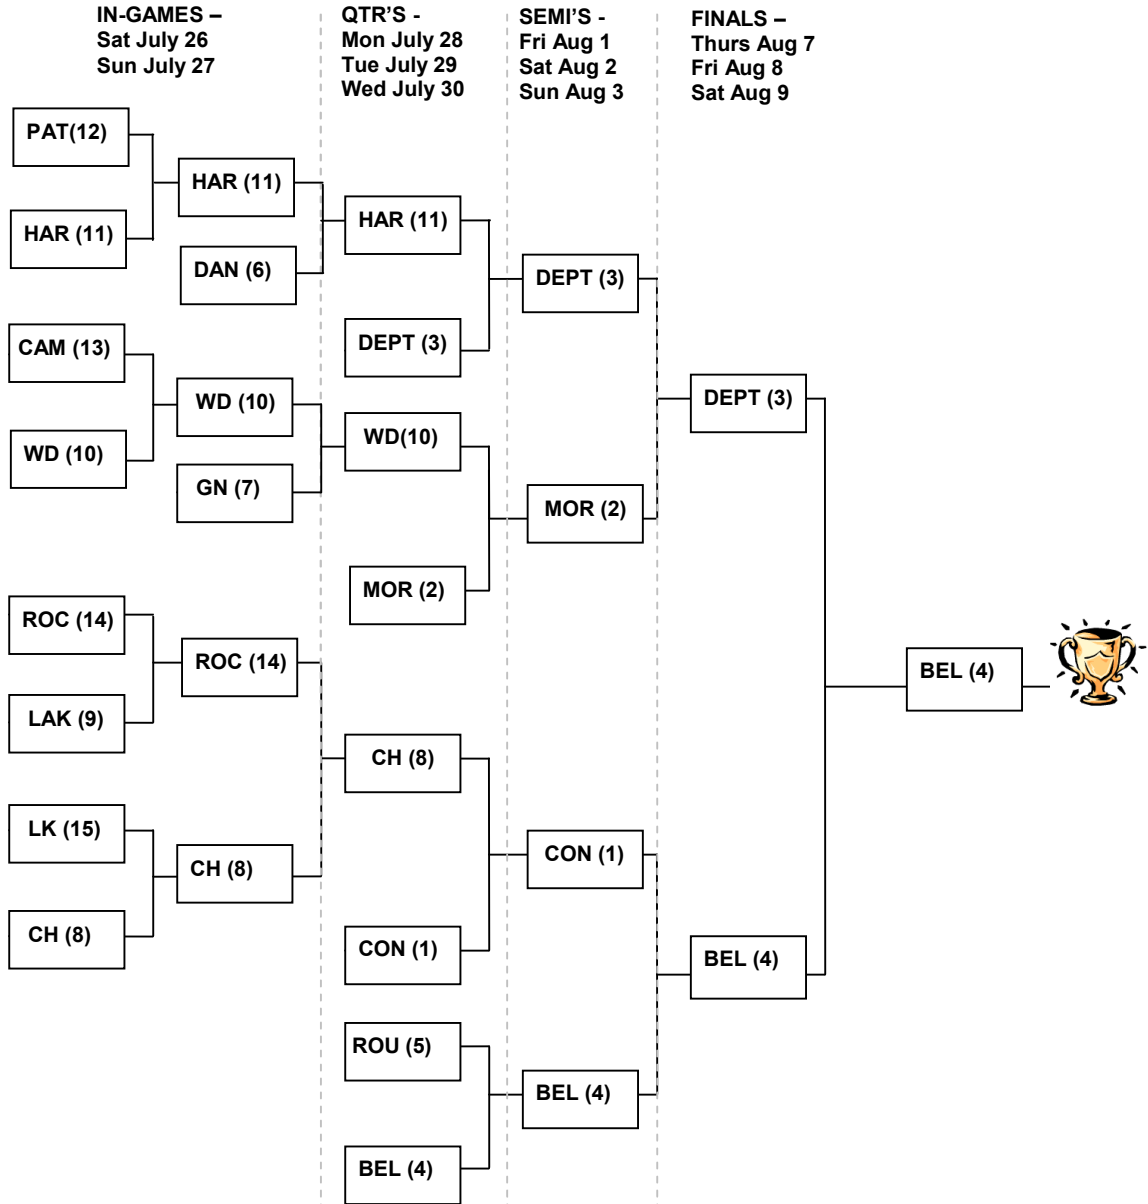 IN-GAMES –
Sat July 26
Sun July 27
QTR'S -
Mon July 28
Tue July 29
Wed July 30
SEMI'S -
Fri Aug 1
Sat Aug 2
Sun Aug 3
FINALS –
Thurs Aug 7
Fri Aug 8
Sat Aug 9
PAT(12)
HAR (11)
CAM (13)
WD (10)
ROC (14)
LAK (9)
LK (15)
CH (8)
HAR (11)
DAN (6)
WD (10)
GN (7)
ROC (14)
CH (8)
HAR (11)
DEPT (3)
WD(10)
MOR (2)
CH (8)
CON (1)
ROU (5)
BEL (4)
DEPT (3)
MOR (2)
CON (1)
BEL (4)
DEPT (3)
BEL (4)
BEL (4)